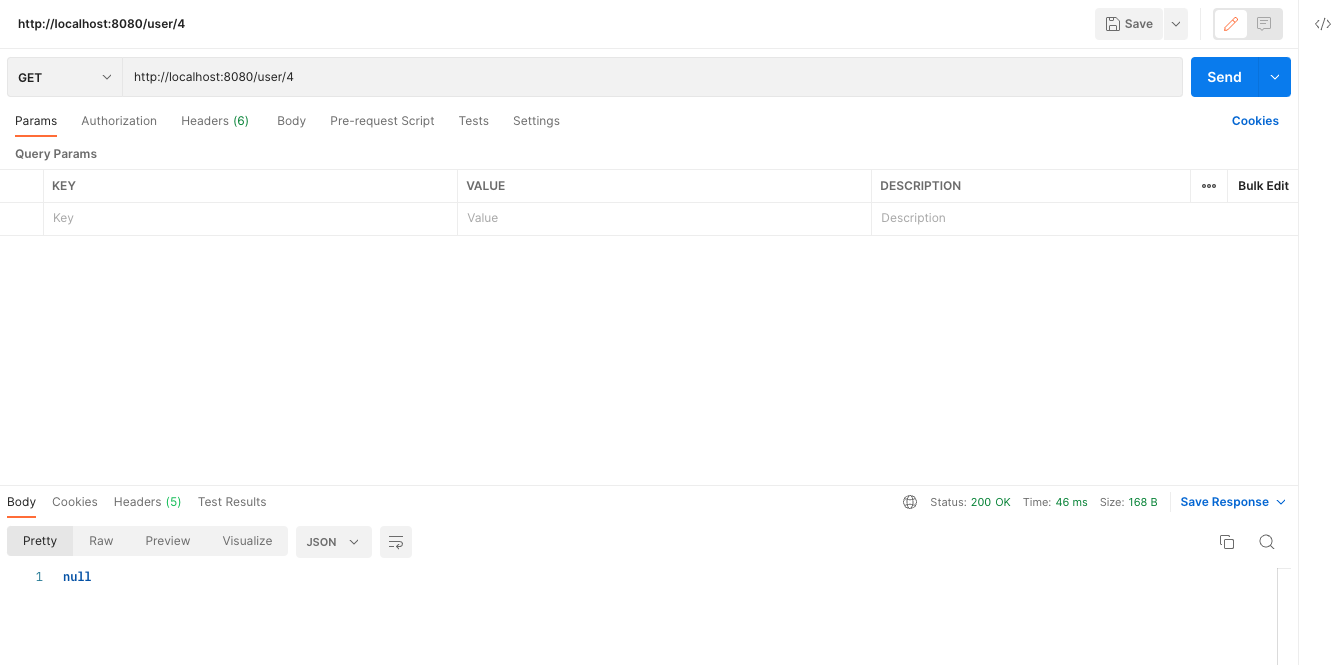 http://localhost:8080/user/4
Save
</>
GET http://localhost:8080/user/4 Send
Params Authorization Headers (6) Body Pre-request Script Tests Settings Cookies
Query Params
KEY VALUE DESCRIPTION Bulk Edit
Key Value Description
Body Cookies Headers (5) Test Results Status: 200 OK Time: 46 ms Size: 168 B Save Response
Pretty Raw Preview Visualize JSON
1 null